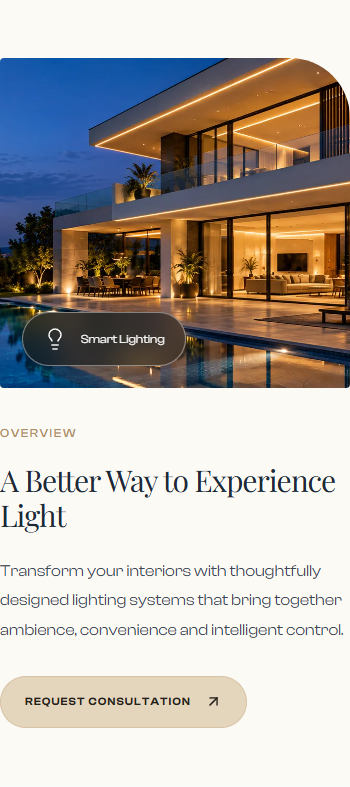 Smart Lighting
OVERVIEW
A Better Way to Experience
Light
Transform your interiors with thoughtfully
designed lighting systems that bring together
ambience, convenience and intelligent control.
REQUEST CONSULTATION